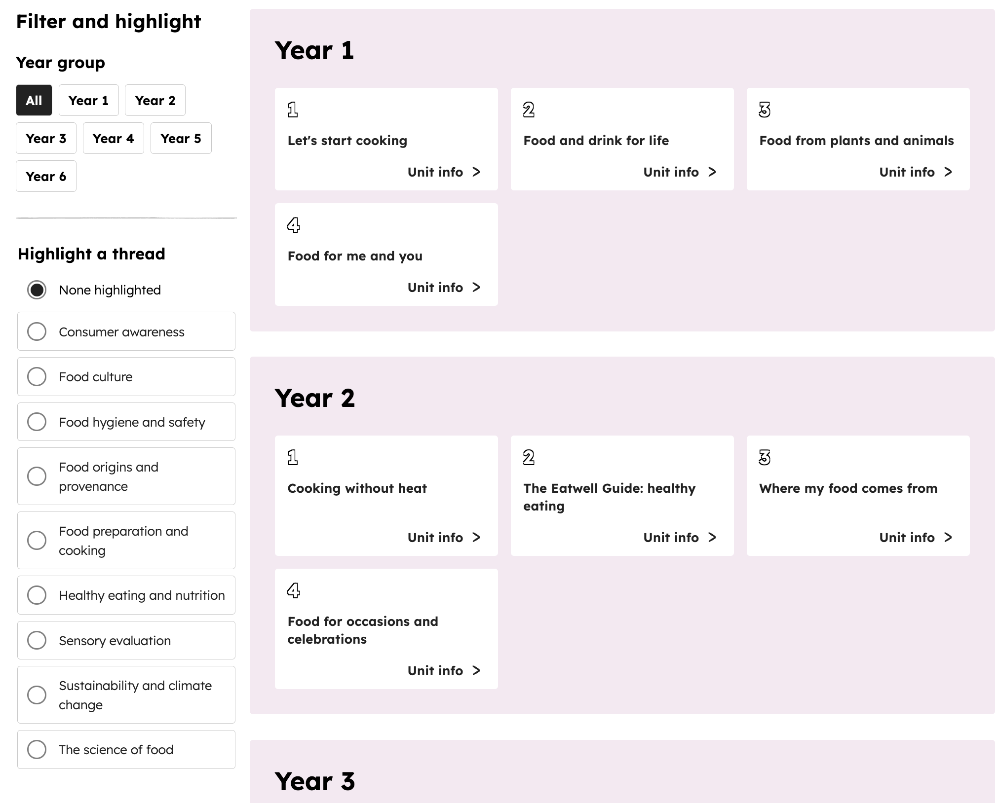 Filter and highlight
Year group
All
Year 1
Year 2
Year 3
Year 4
Year 5
Year 6
Highlight a thread
None highlighted
Consumer awareness
Food culture
Food hygiene and safety
Food origins and
provenance
Food preparation and
cooking
Healthy eating and nutrition
Sensory evaluation
Sustainability and climate
change
The science of food
Year 1
1
Let's start cooking
Unit info >
2
Food and drink for life
Unit info >
3
Food from plants and animals
Unit info >
4
Food for me and you
Unit info >
Year 2
1
Cooking without heat
Unit info >
2
The Eatwell Guide: healthy
eating
Unit info >
3
Where my food comes from
Unit info >
4
Food for occasions and
celebrations
Unit info >
Year 3